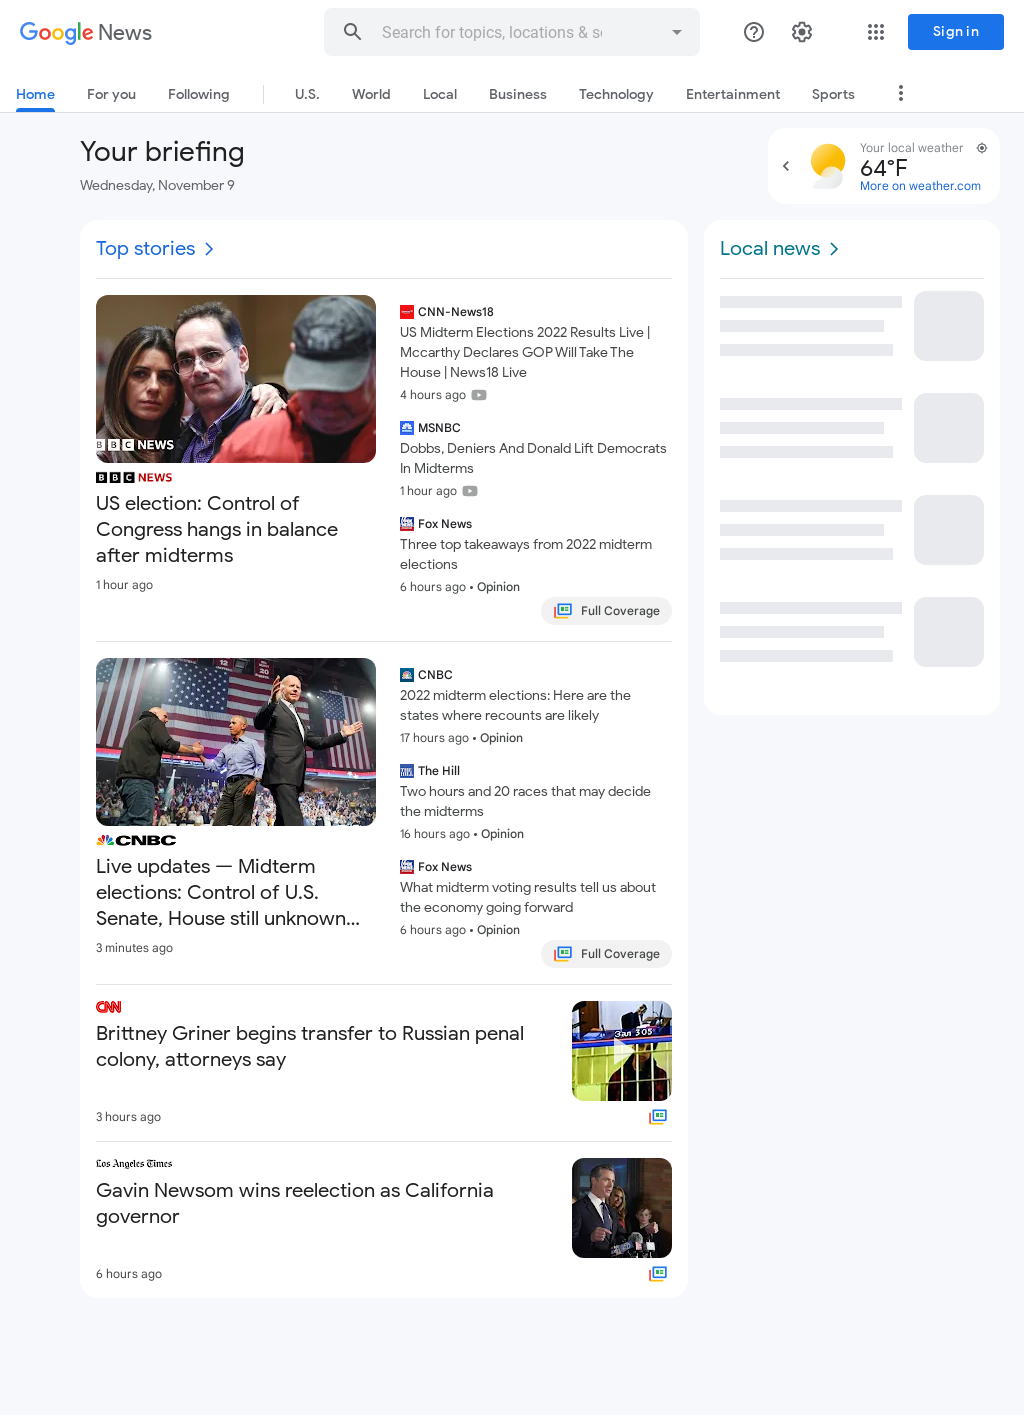 Google News
Search for topics, locations & so
Sign in
Home
For you
Following
U.S.
World
Local
Business
Technology
Entertainment
Sports
Your briefing
Wednesday, November 9
Your local weather
64°F
More on weather.com
Top stories
BBC NEWS
BBC NEWS
US election: Control of
Congress hangs in balance
after midterms
1 hour ago
CNN-News18
US Midterm Elections 2022 Results Live |
Mccarthy Declares GOP Will Take The
House | News18 Live
4 hours ago
MSNBC
Dobbs, Deniers And Donald Lift Democrats
In Midterms
1 hour ago
Fox News
Three top takeaways from 2022 midterm
elections
6 hours ago • Opinion
Full Coverage
12
20
CNBC
Live updates — Midterm
elections: Control of U.S.
Senate, House still unknown...
3 minutes ago
CNBC
2022 midterm elections: Here are the
states where recounts are likely
17 hours ago • Opinion
THE HILL
The Hill
Two hours and 20 races that may decide
the midterms
16 hours ago • Opinion
Fox News
What midterm voting results tell us about
the economy going forward
6 hours ago • Opinion
Full Coverage
CNN
Brittney Griner begins transfer to Russian penal
colony, attorneys say
Зал 305
3 hours ago
Los Angeles Times
Gavin Newsom wins reelection as California
governor
6 hours ago
Local news